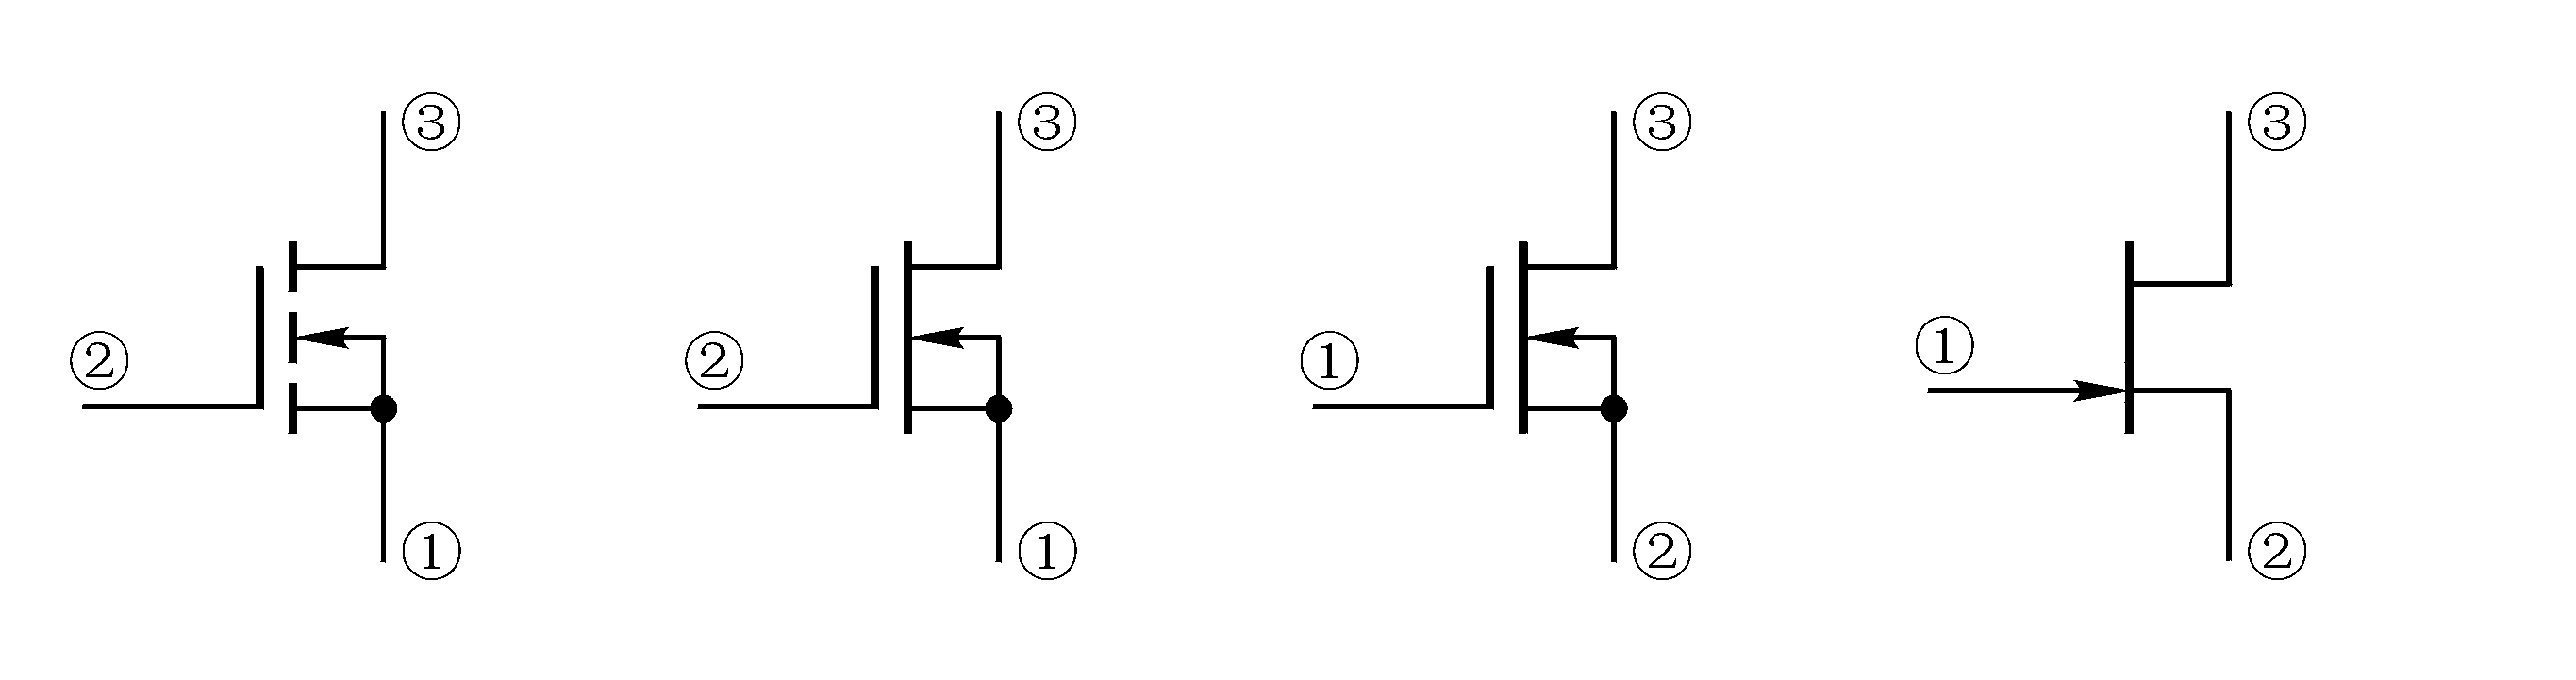 ③ ③ ③ ③
② ② ① ①
① ① ② ②